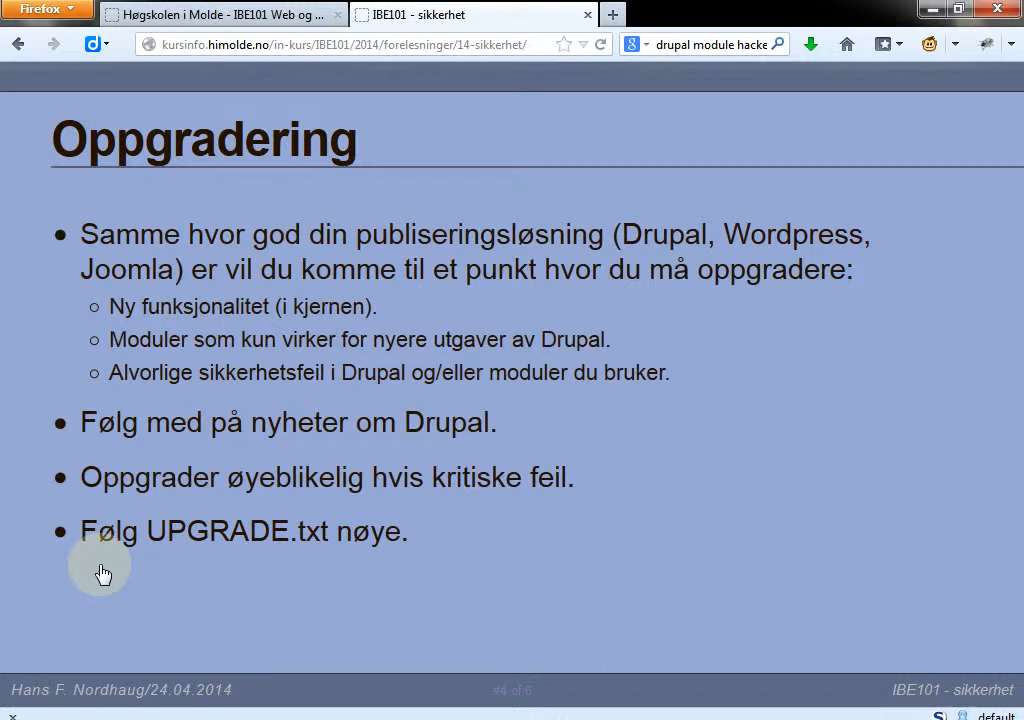 Firefox
Høgskolen i Molde - IBE101 Web og ...
IBE101 - sikkerhet
kursinfo.himolde.no/in-kurs/IBE101/2014/forelesninger/14-sikkerhet/
drupal module hacke
Oppgradering
Samme hvor god din publiseringsløsning (Drupal, Wordpress,
Joomla) er vil du komme til et punkt hvor du må oppgradere:
Ny funksjonalitet (i kjernen).
Moduler som kun virker for nyere utgaver av Drupal.
Alvorlige sikkerhetsfeil i Drupal og/eller moduler du bruker.
Følg med på nyheter om Drupal.
Oppgrader øyeblikelig hvis kritiske feil.
Følg UPGRADE.txt nøye.
Hans F. Nordhaug/24.04.2014
#4 of 6
IBE101 - sikkerhet
default